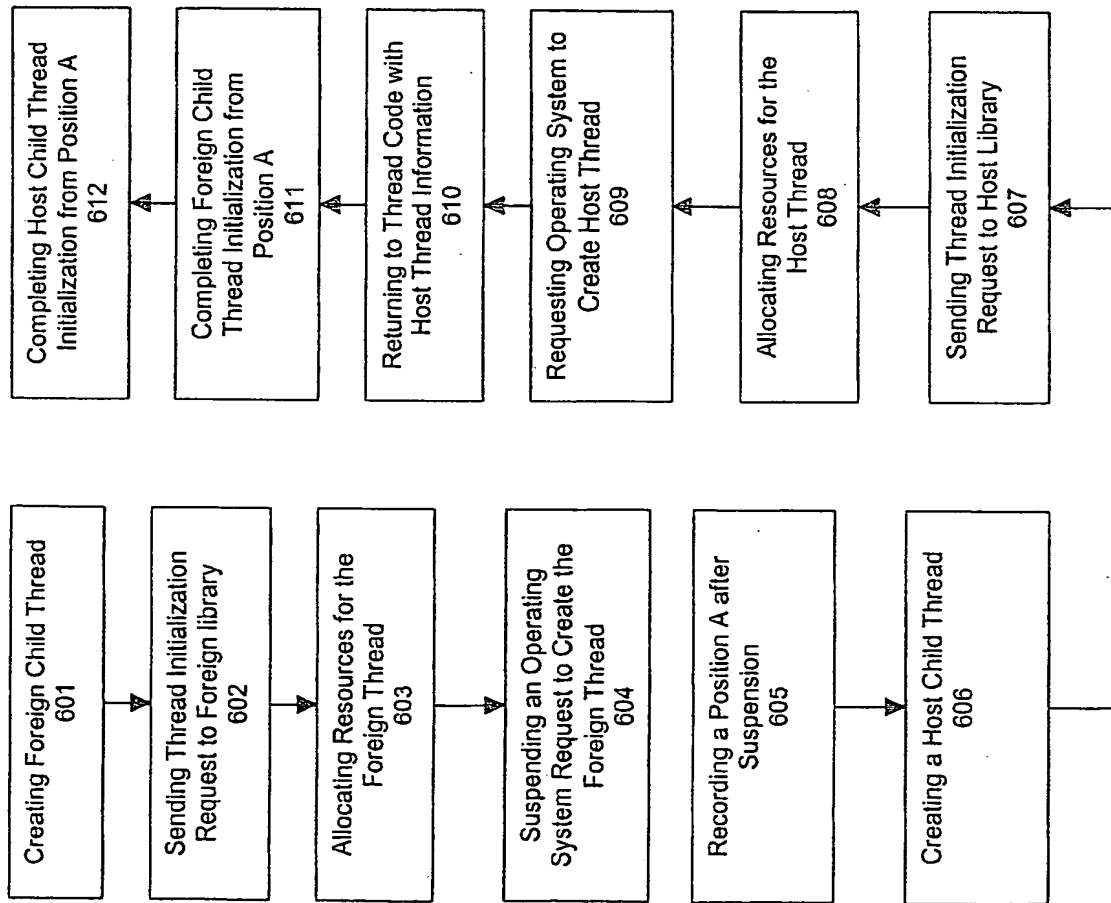 Creating Foreign Child Thread
601
Sending Thread Initialization
Request to Foreign library
602
Allocating Resources for the
Foreign Thread
603
Suspending an Operating
System Request to Create the
Foreign Thread
604
Recording a Position A after
Suspension
605
Creating a Host Child Thread
606
Sending Thread Initialization
Request to Host Library
607
Allocating Resources for the
Host Thread
608
Requesting Operating System to
Create Host Thread
609
Returning to Thread Code with
Host Thread Information
610
Completing Foreign Child
Thread Initialization from
Position A
611
Completing Host Child Thread
Initialization from Position A
612